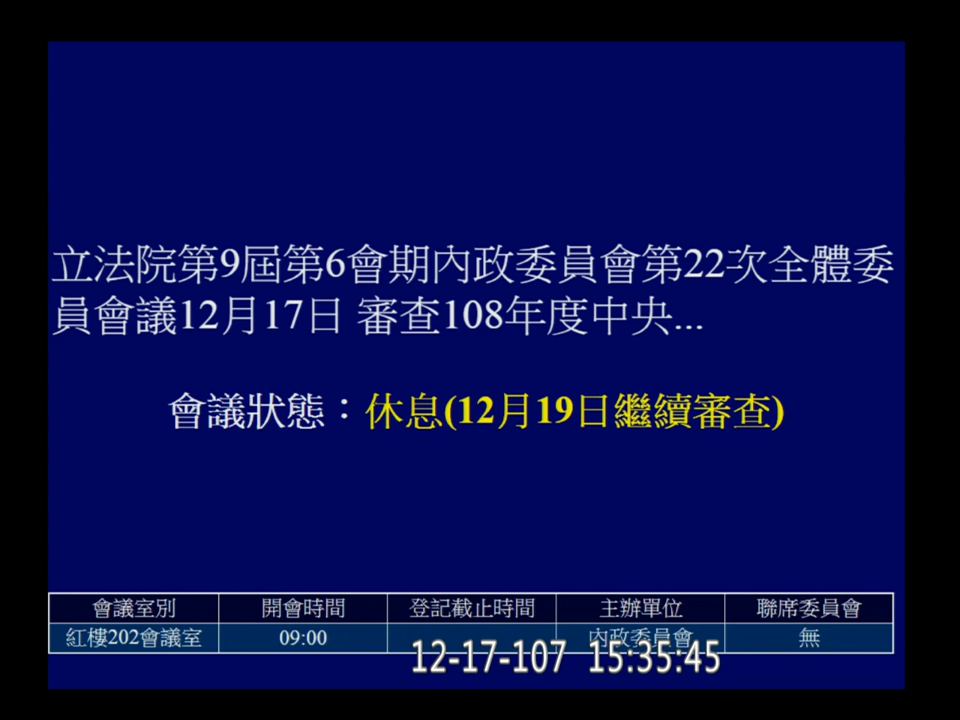 立法院第9屆第6會期內政委員會第22次全體委
員會議12月17日 審查108年度中央...
會議狀態：休息(12月19日繼續審查)
會議室別 開會時間 登記截止時間 主辦單位 聯席委員會
紅樓202會議室 09:00 內政委員會 無
12-17-107 15:35:45